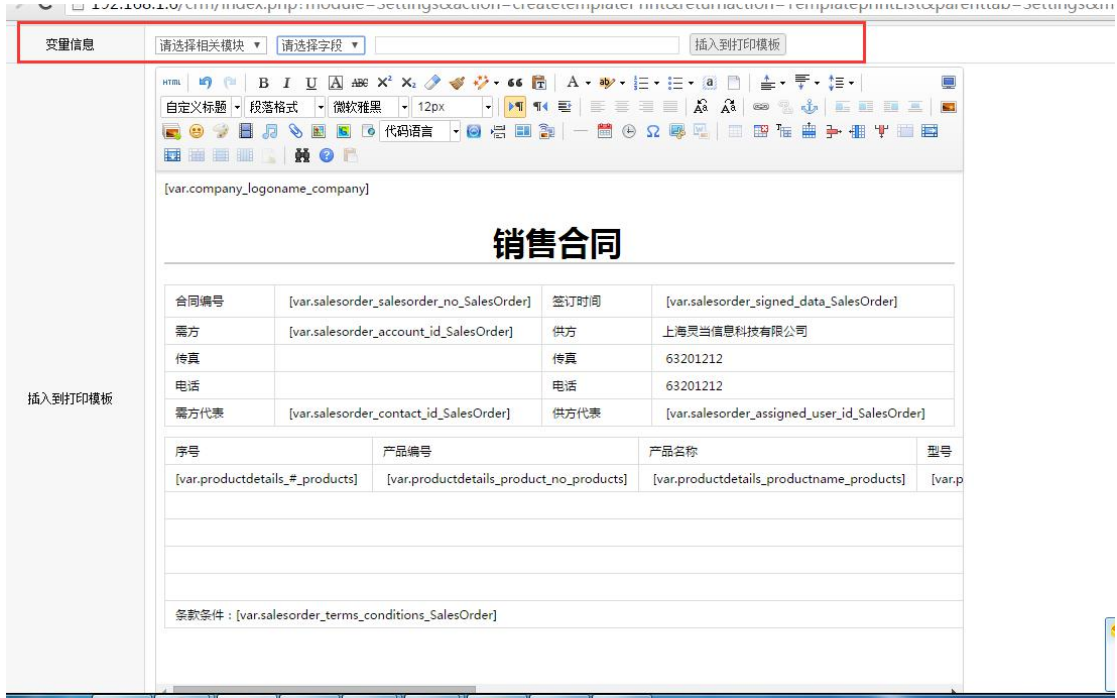 变量信息 请选择相关模块 请选择字段 插入到打印模板
HTML B I U A ABC X² X₂ A
自定义标题 段落格式 微软雅黑 12px
代码语言
[var.company_logoname_company]
销售合同
合同编号 [var.salesorder_salesorder_no_SalesOrder] 签订时间 [var.salesorder_signed_data_SalesOrder]
需方 [var.salesorder_account_id_SalesOrder] 供方 上海灵当信息科技有限公司
传真 传真 63201212
电话 电话 63201212
插入到打印模板
需方代表 [var.salesorder_contact_id_SalesOrder] 供方代表 [var.salesorder_assigned_user_id_SalesOrder]
序号 产品编号 产品名称 型号
[var.productdetails_#_products] [var.productdetails_product_no_products] [var.productdetails_productname_products] [var.p
条款条件：[var.salesorder_terms_conditions_SalesOrder]